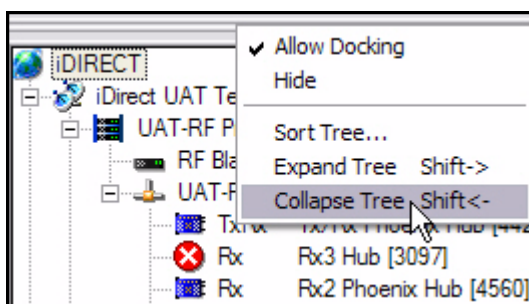 Allow Docking
iDIRECT
Hide
iDirect UAT Te
UAT-RF P
Sort Tree...
RF Bla
Expand Tree Shift->
UAT-F
Collapse Tree Shift<-
Rx Rx3 Hub [3097]
Rx Rx2 Phoenix Hub [4560]